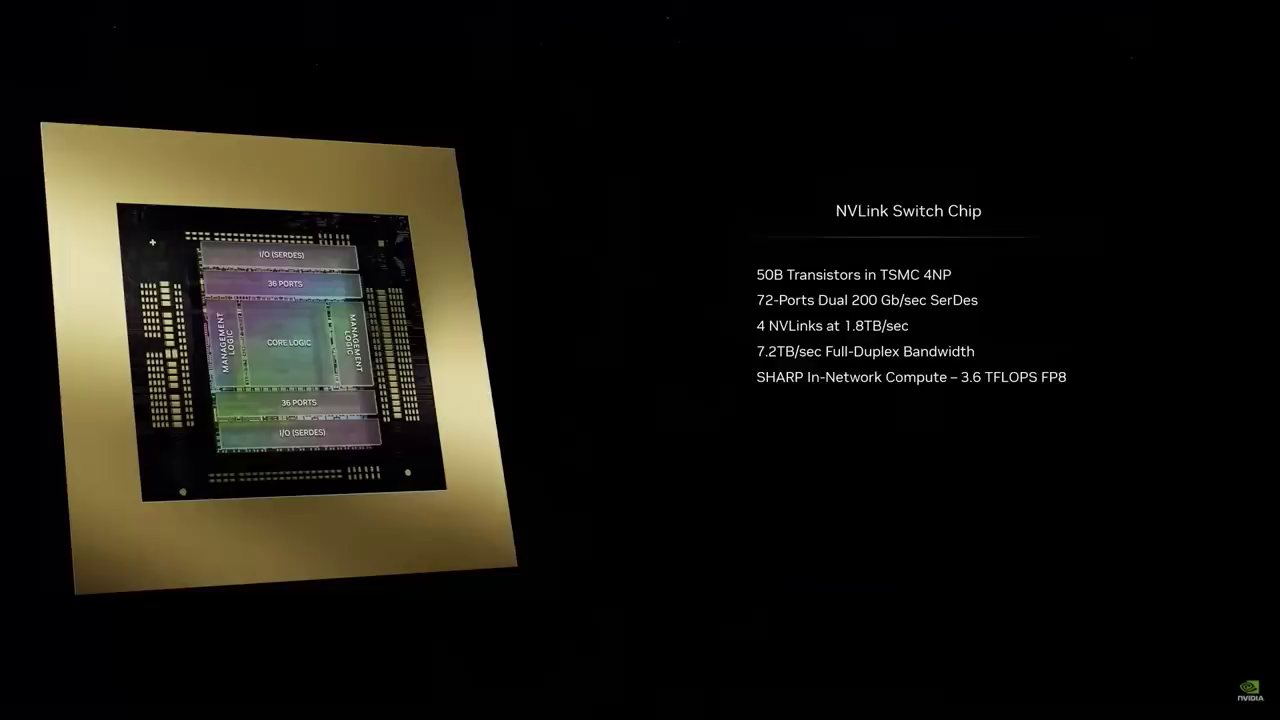 NVLink Switch Chip
50B Transistors in TSMC 4NP
72-Ports Dual 200 Gb/sec SerDes
4 NVLinks at 1.8TB/sec
7.2TB/sec Full-Duplex Bandwidth
SHARP In-Network Compute – 3.6 TFLOPS FP8
I/O (SERDES)
36 PORTS
MANAGEMENT
LOGIC
CORE LOGIC
MANAGEMENT
LOGIC
36 PORTS
I/O (SERDES)
NVIDIA